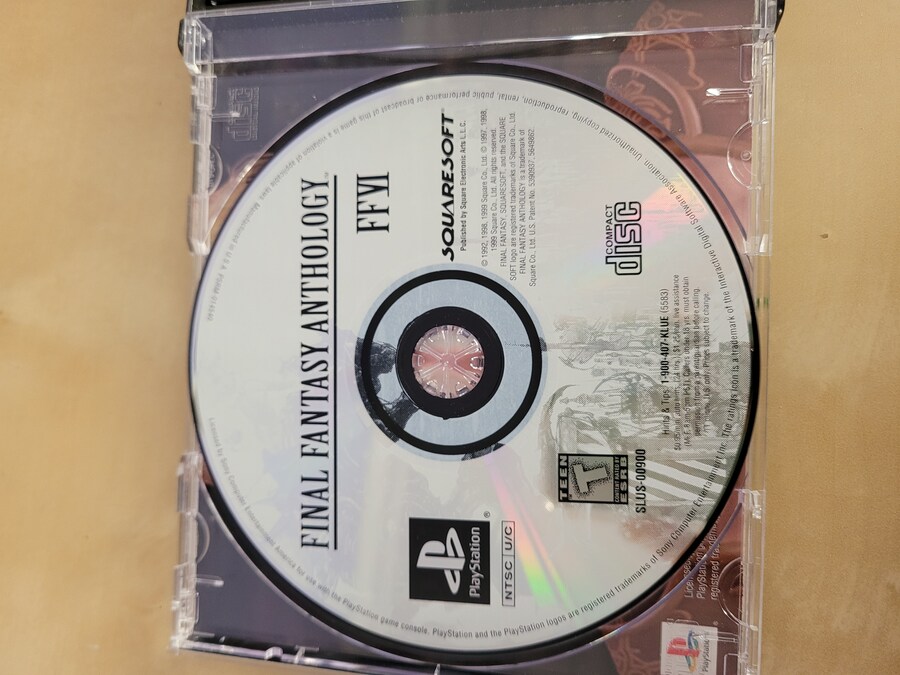 FINAL FANTASY ANTHOLOGY™
FFVI
SQUARESOFT®
Published by Square Electronic Arts L.L.C.
© 1992, 1998, 1999 Square Co., Ltd. © 1997, 1998,
1999 Square Co., Ltd. All rights reserved.
FINAL FANTASY, SQUARESOFT, and the SQUARE
SOFT logo are registered trademarks of Square Co., Ltd.
FINAL FANTASY ANTHOLOGY is a trademark of
Square Co., Ltd. U.S. Patent No. 5390937, 5649862
PlayStation®
NTSC U/C
COMPACT
disc
TEEN
T
ESRB
SLUS-00900
Hints & Tips 1-900-407-KLUE (5583)
Licensed by Sony Computer Entertainment America for use with the PlayStation game console. PlayStation and the PlayStation logos are registered trademarks of Sony Computer Entertainment Inc. The ratings icon is a trademark of the Interactive Digital Software Association. Unauthorized copying, reproduction, rental, public performance or broadcast of this game is a violation of applicable laws.
PlayStation
registered
PlayStation